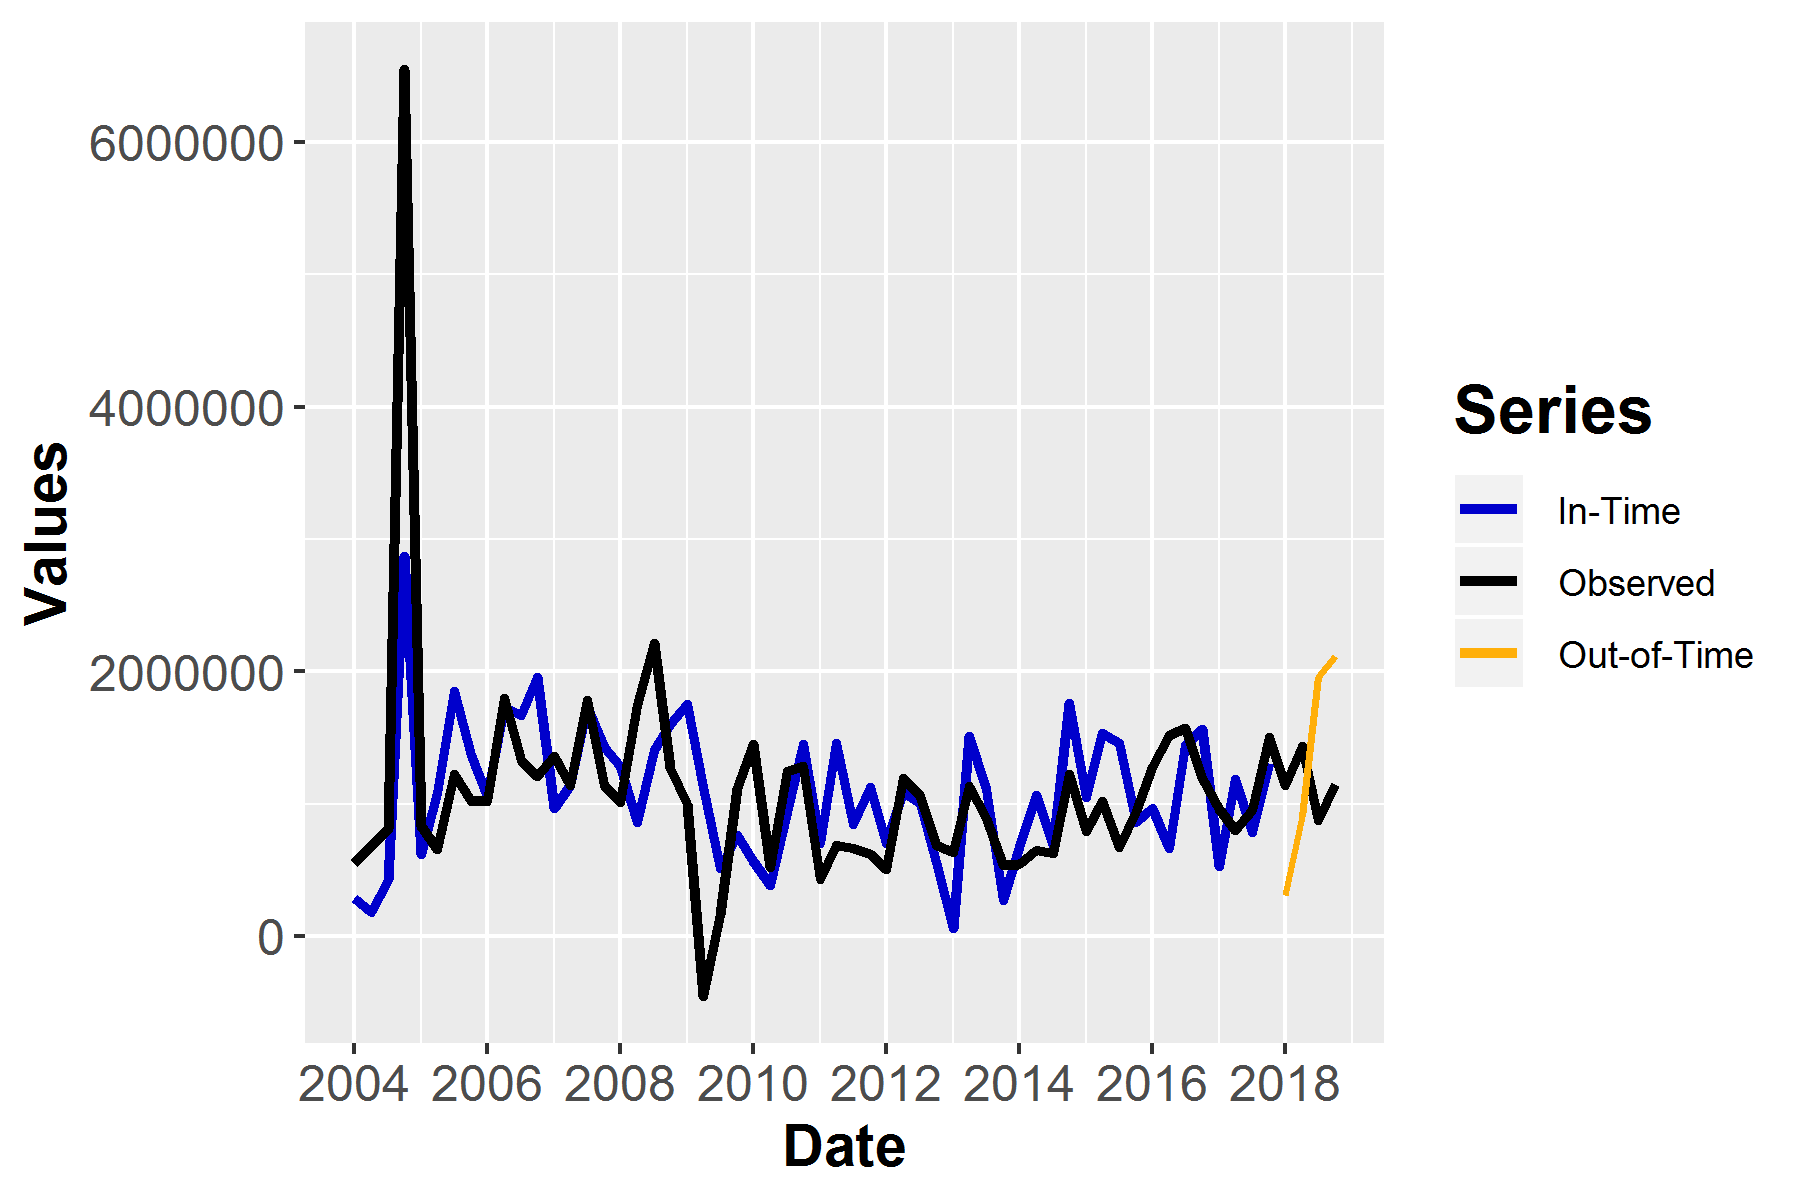 6000000
4000000
2000000
0
Values
2004 2006 2008 2010 2012 2014 2016 2018
Date
Series
In-Time
Observed
Out-of-Time